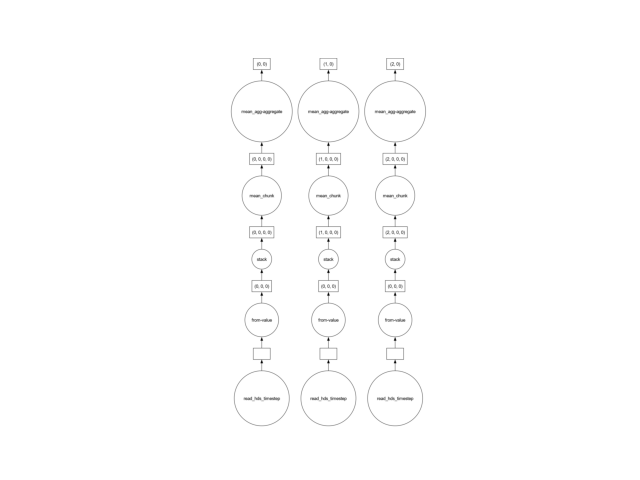 (0, 0) (1, 0) (2, 0)
mean_agg-aggregate mean_agg-aggregate mean_agg-aggregate
(0, 0, 0, 0) (1, 0, 0, 0) (2, 0, 0, 0)
mean_chunk mean_chunk mean_chunk
(0, 0, 0, 0) (1, 0, 0, 0) (2, 0, 0, 0)
stack stack stack
(0, 0, 0) (0, 0, 0) (0, 0, 0)
from-value from-value from-value
read_hds_timestep read_hds_timestep read_hds_timestep